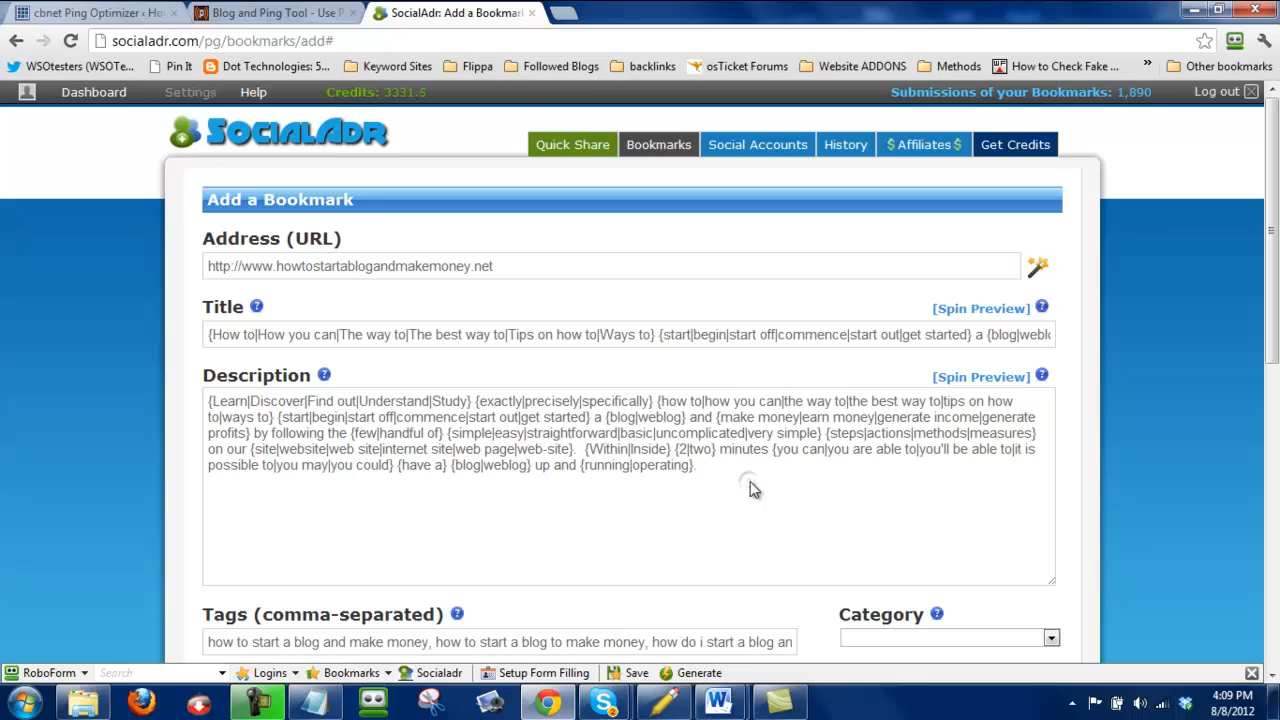 cbnet Ping Optimizer ‹ Ho
Blog and Ping Tool - Use P
SocialAdr: Add a Bookmar
socialadr.com/pg/bookmarks/add#
WSOtesters (WSOTe...
Pin It
Dot Technologies: 5...
Keyword Sites
Flippa
Followed Blogs
backlinks
osTicket Forums
Website ADDONS
Methods
How to Check Fake ...
»
Other bookmarks
Dashboard
Settings
Help
Credits: 3331.5
Submissions of your Bookmarks: 1,890
Log out
SocialAdr
Quick Share
Bookmarks
Social Accounts
History
$ Affiliates $
Get Credits
Add a Bookmark
Address (URL)
http://www.howtostartablogandmakemoney.net
Title ?
[Spin Preview] ?
{How to|How you can|The way to|The best way to|Tips on how to|Ways to} {start|begin|start off|commence|start out|get started} a {blog|weblo
Description ?
[Spin Preview] ?
{Learn|Discover|Find out|Understand|Study} {exactly|precisely|specifically} {how to|how you can|the way to|the best way to|tips on how
to|ways to} {start|begin|start off|commence|start out|get started} a {blog|weblog} and {make money|earn money|generate income|generate
profits} by following the {few|handful of} {simple|easy|straightforward|basic|uncomplicated|very simple} {steps|actions|methods|measures}
on our {site|website|web site|internet site|web page|web-site}.  {Within|Inside} {2|two} minutes {you can|you are able to|you'll be able to|it is
possible to|you may|you could} {have a} {blog|weblog} up and {running|operating}.
Tags (comma-separated) ?
Category ?
how to start a blog and make money, how to start a blog to make money, how do i start a blog an
RoboForm
Search
Logins
Bookmarks
Socialadr
Setup Form Filling
Save
Generate
4:09 PM
8/8/2012